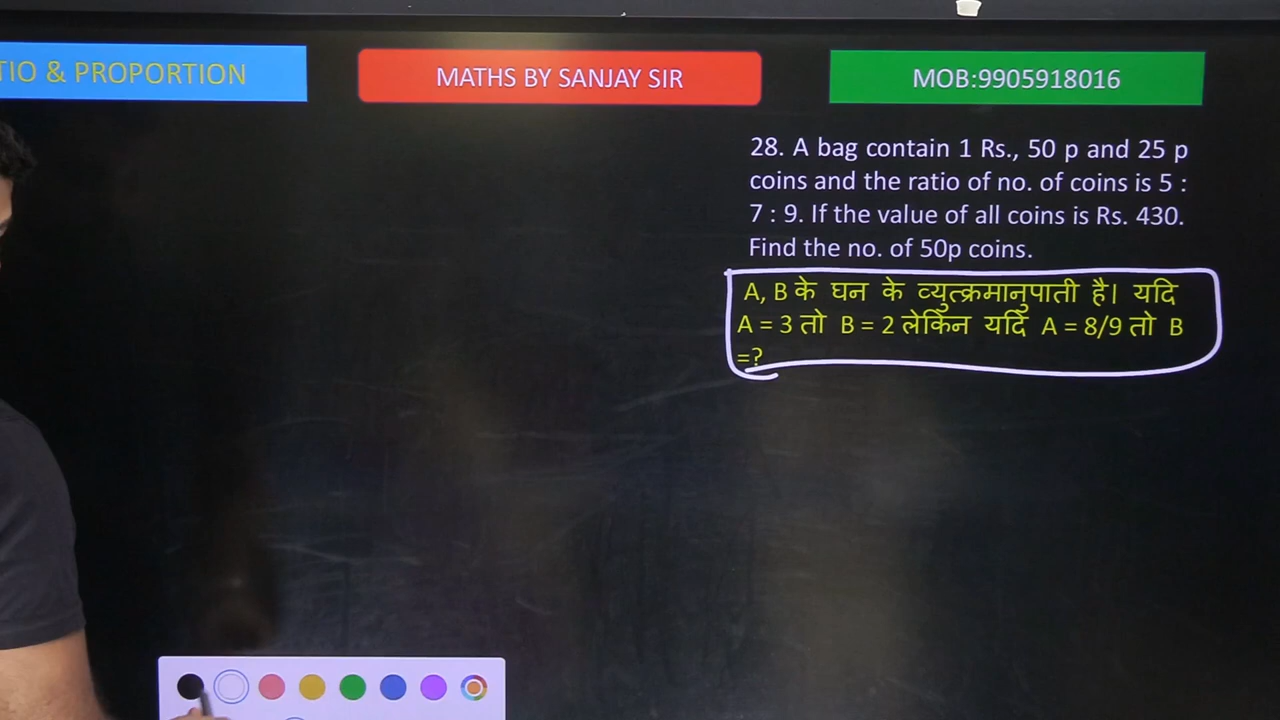 TIO & PROPORTION
MATHS BY SANJAY SIR
MOB:9905918016
28. A bag contain 1 Rs., 50 p and 25 p
coins and the ratio of no. of coins is 5 :
7 : 9. If the value of all coins is Rs. 430.
Find the no. of 50p coins.
A, B के घन के व्युत्क्रमानुपाती है। यदि
A = 3 तो B = 2 लेकिन यदि A = 8/9 तो B
=?